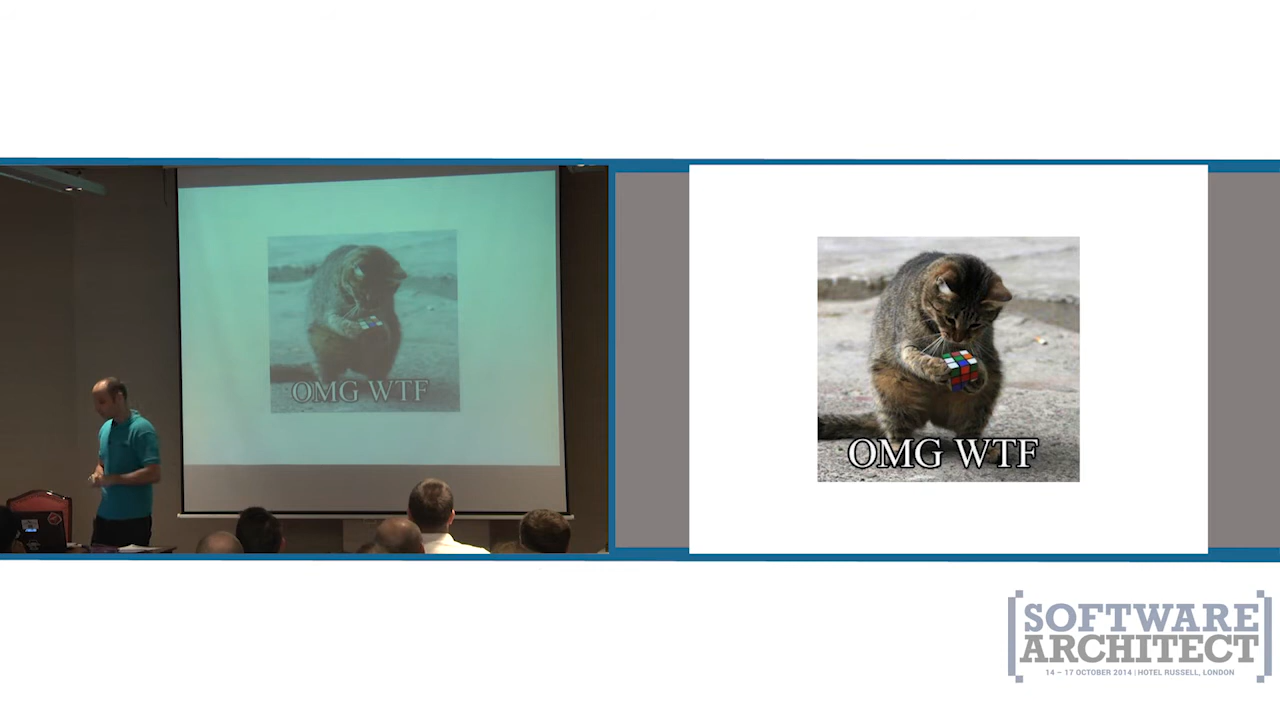 OMG WTF
OMG WTF
SOFTWARE
ARCHITECT
14 – 17 OCTOBER 2014 | HOTEL RUSSELL, LONDON